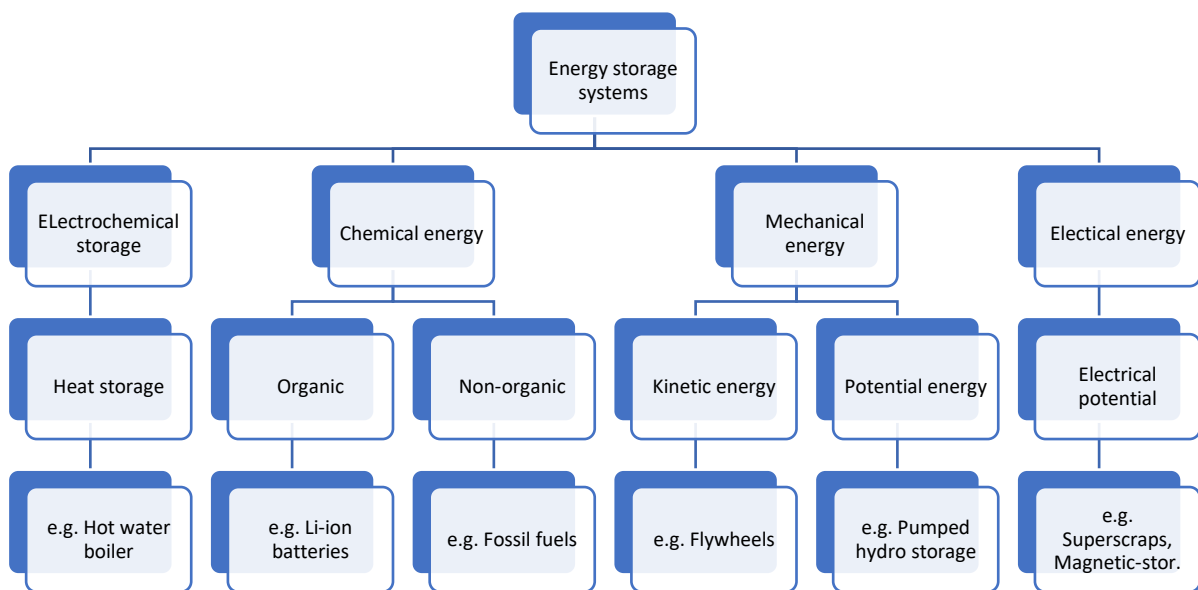 Energy storage
systems
ELectrochemical
storage
Chemical energy
Mechanical
energy
Electical energy
Heat storage
Organic
Non-organic
Kinetic energy
Potential energy
Electrical
potential
e.g. Hot water
boiler
e.g. Li-ion
batteries
e.g. Fossil fuels
e.g. Flywheels
e.g. Pumped
hydro storage
e.g.
Superscraps,
Magnetic-stor.